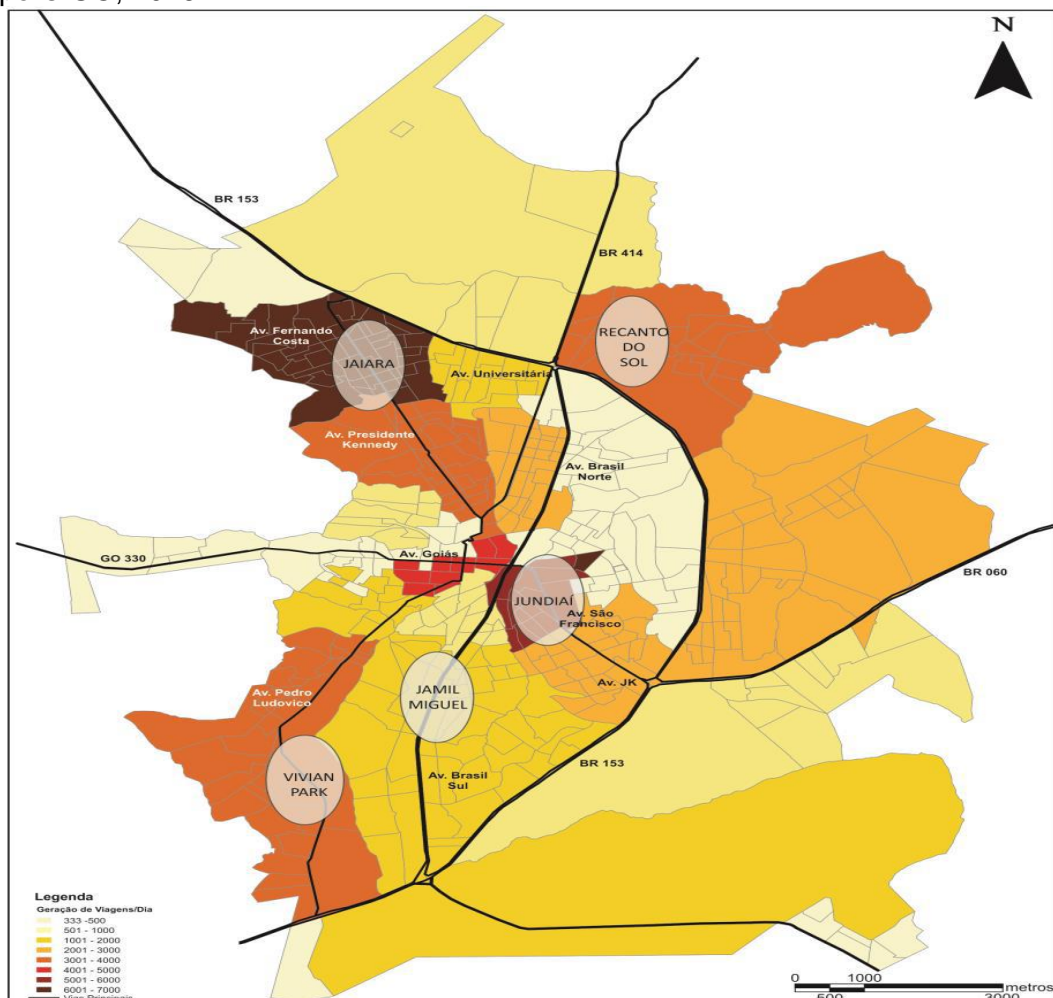 N
BR 153
BR 414
Av. Fernando
Costa
JAIARA
RECANTO
DO
SOL
Av. Universitária
Av. Presidente
Kennedy
Av. Brasil
Norte
GO 330
Av. Goiás
BR 060
JUNDIAÍ
Av. São
Francisco
Av. JK
JAMIL
MIGUEL
Av. Pedro
Ludovico
BR 153
VIVIAN
PARK
Av. Brasil
Sul
Legenda
Geração de Viagens/Dia
333 -500
501 - 1000
1001 - 2000
2001 - 3000
3001 - 4000
4001 - 5000
5001 - 6000
6001 - 7000
Vias Principais
0 1000
metros
500 3000